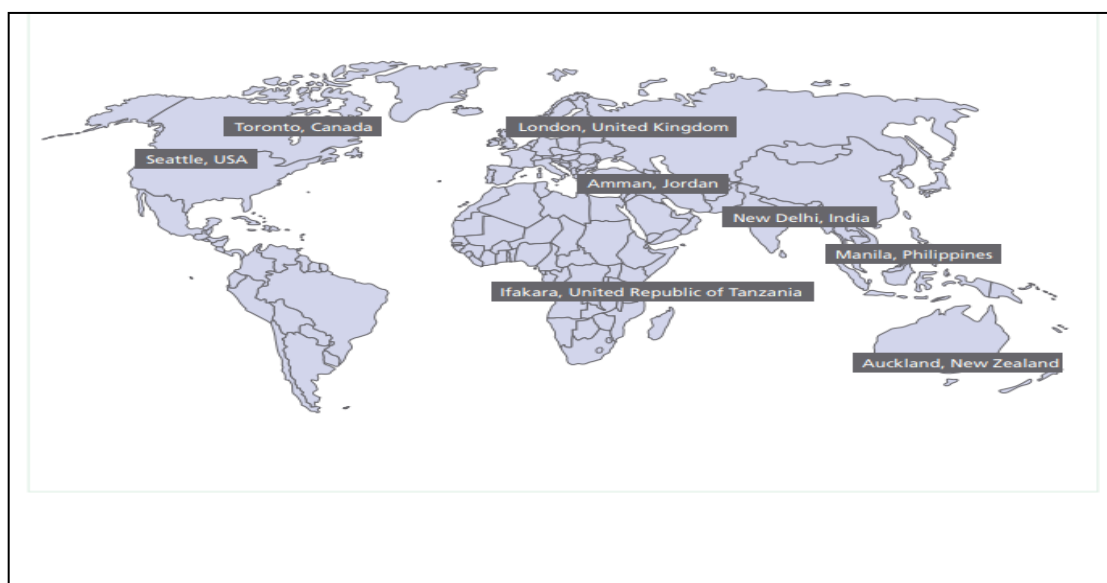 Toronto, Canada
London, United Kingdom
Seattle, USA
Amman, Jordan
New Delhi, India
Manila, Philippines
Ifakara, United Republic of Tanzania
Auckland, New Zealand